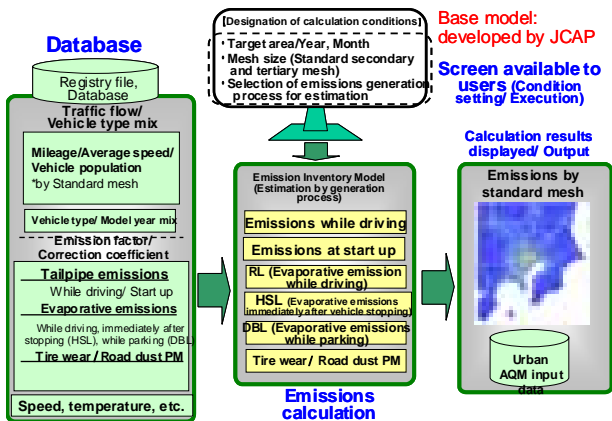 Database
Registry file,
Database
Traffic flow/
Vehicle type mix
Mileage/Average speed/
Vehicle population
*by Standard mesh
Vehicle type/ Model year mix
Emission factor/
Correction coefficient
Tailpipe emissions
While driving/ Start up
Evaporative emissions
While driving, immediately after
stopping (HSL), while parking (DBL)
Tire wear/ Road dust PM
Speed, temperature, etc.
[Designation of calculation conditions]
・Target area/Year, Month
・Mesh size (Standard secondary
and tertiary mesh)
・Selection of emissions generation
process for estimation
Emission Inventory Model
(Estimation by generation
process)
Emissions while driving
Emissions at start up
RL (Evaporative emission
while driving)
HSL (Evaporative emissions
immediately after vehicle stopping)
DBL (Evaporative emissions
while parking)
Tire wear/ Road dust PM
Emissions
calculation
Base model:
developed by JCAP
Screen available to
users (Condition
setting/ Execution)
Calculation results
displayed/ Output
Emissions by
standard mesh
Urban
AQM input
data